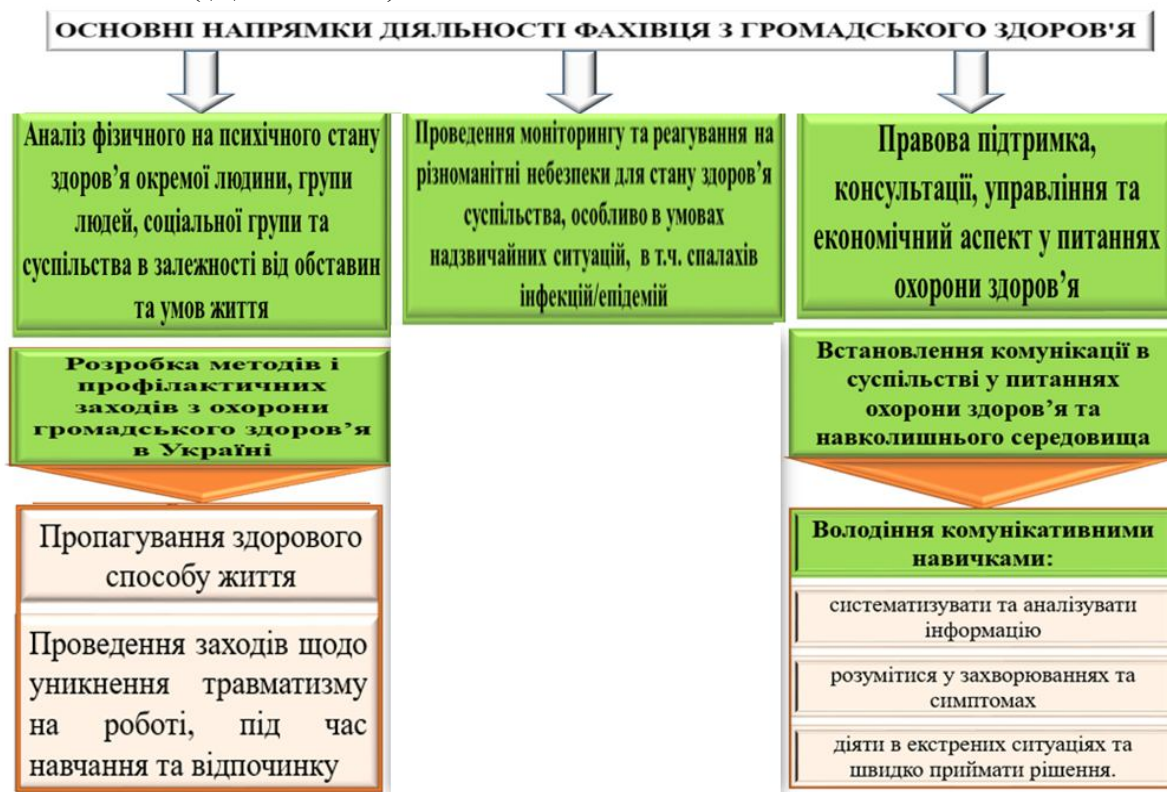 ОСНОВНІ НАПРЯМКИ ДІЯЛЬНОСТІ ФАХІВЦЯ З ГРОМАДСЬКОГО ЗДОРОВ'Я
Аналіз фізичного на психічного стану
здоров’я окремої людини, групи
людей, соціальної групи та
суспільства в залежності від обставин
та умов життя
Розробка методів і
профілактичних
заходів з охорони
громадського здоров’я
в Україні
Пропагування здорового
способу життя
Проведення заходів щодо
уникнення травматизму
на роботі, під час
навчання та відпочинку
Проведення моніторингу та реагування на
різноманітні небезпеки для стану здоров’я
суспільства, особливо в умовах
надзвичайних ситуацій, в т.ч. спалахів
інфекцій/епідемій
Правова підтримка,
консультації, управління та
економічний аспект у питаннях
охорони здоров’я
Встановлення комунікації в
суспільстві у питаннях
охорони здоров’я та
навколишнього середовища
Володіння комунікативними
навичками:
систематизувати та аналізувати
інформацію
розумітися у захворюваннях та
симптомах
діяти в екстрених ситуаціях та
швидко приймати рішення.